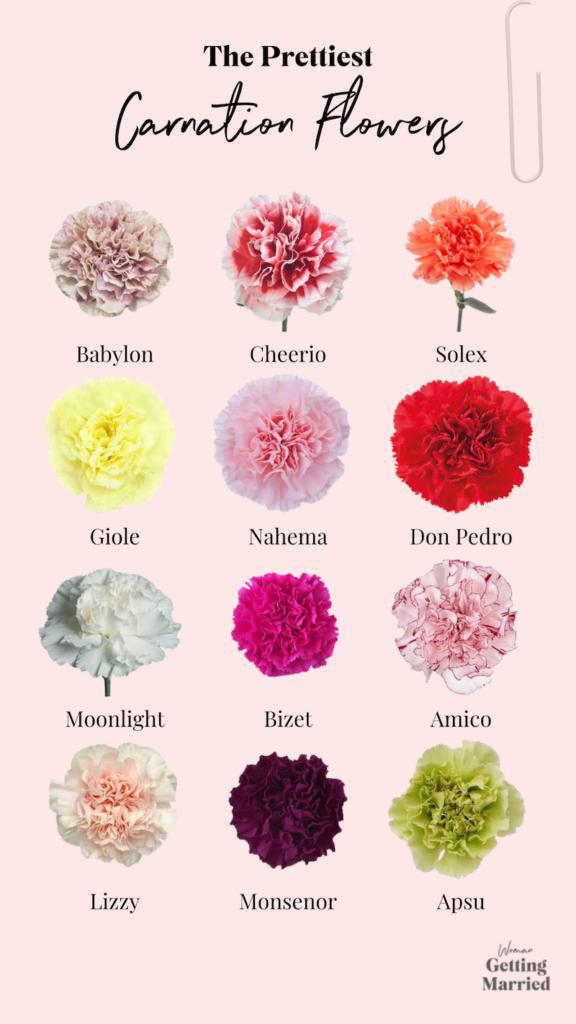 The Prettiest
Carnation Flowers
Babylon
Cheerio
Solex
Giole
Nahema
Don Pedro
Moonlight
Bizet
Amico
Lizzy
Monsenor
Apsu
Woman
Getting
Married